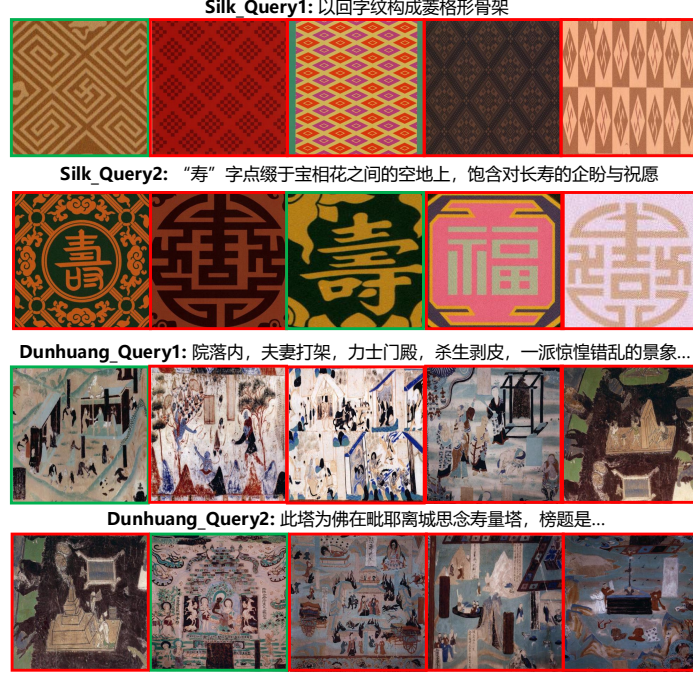 Silk_Query1: 以回字纹构成菱格形骨架
Silk_Query2: “寿”字点缀于宝相花之间的空地上，饱含对长寿的企盼与祝愿
壽
福
Dunhuang_Query1: 院落内，夫妻打架，力士门殿，杀生剥皮，一派惊惶错乱的景象...
Dunhuang_Query2: 此塔为佛在毗耶离城思念寿量塔，榜题是...